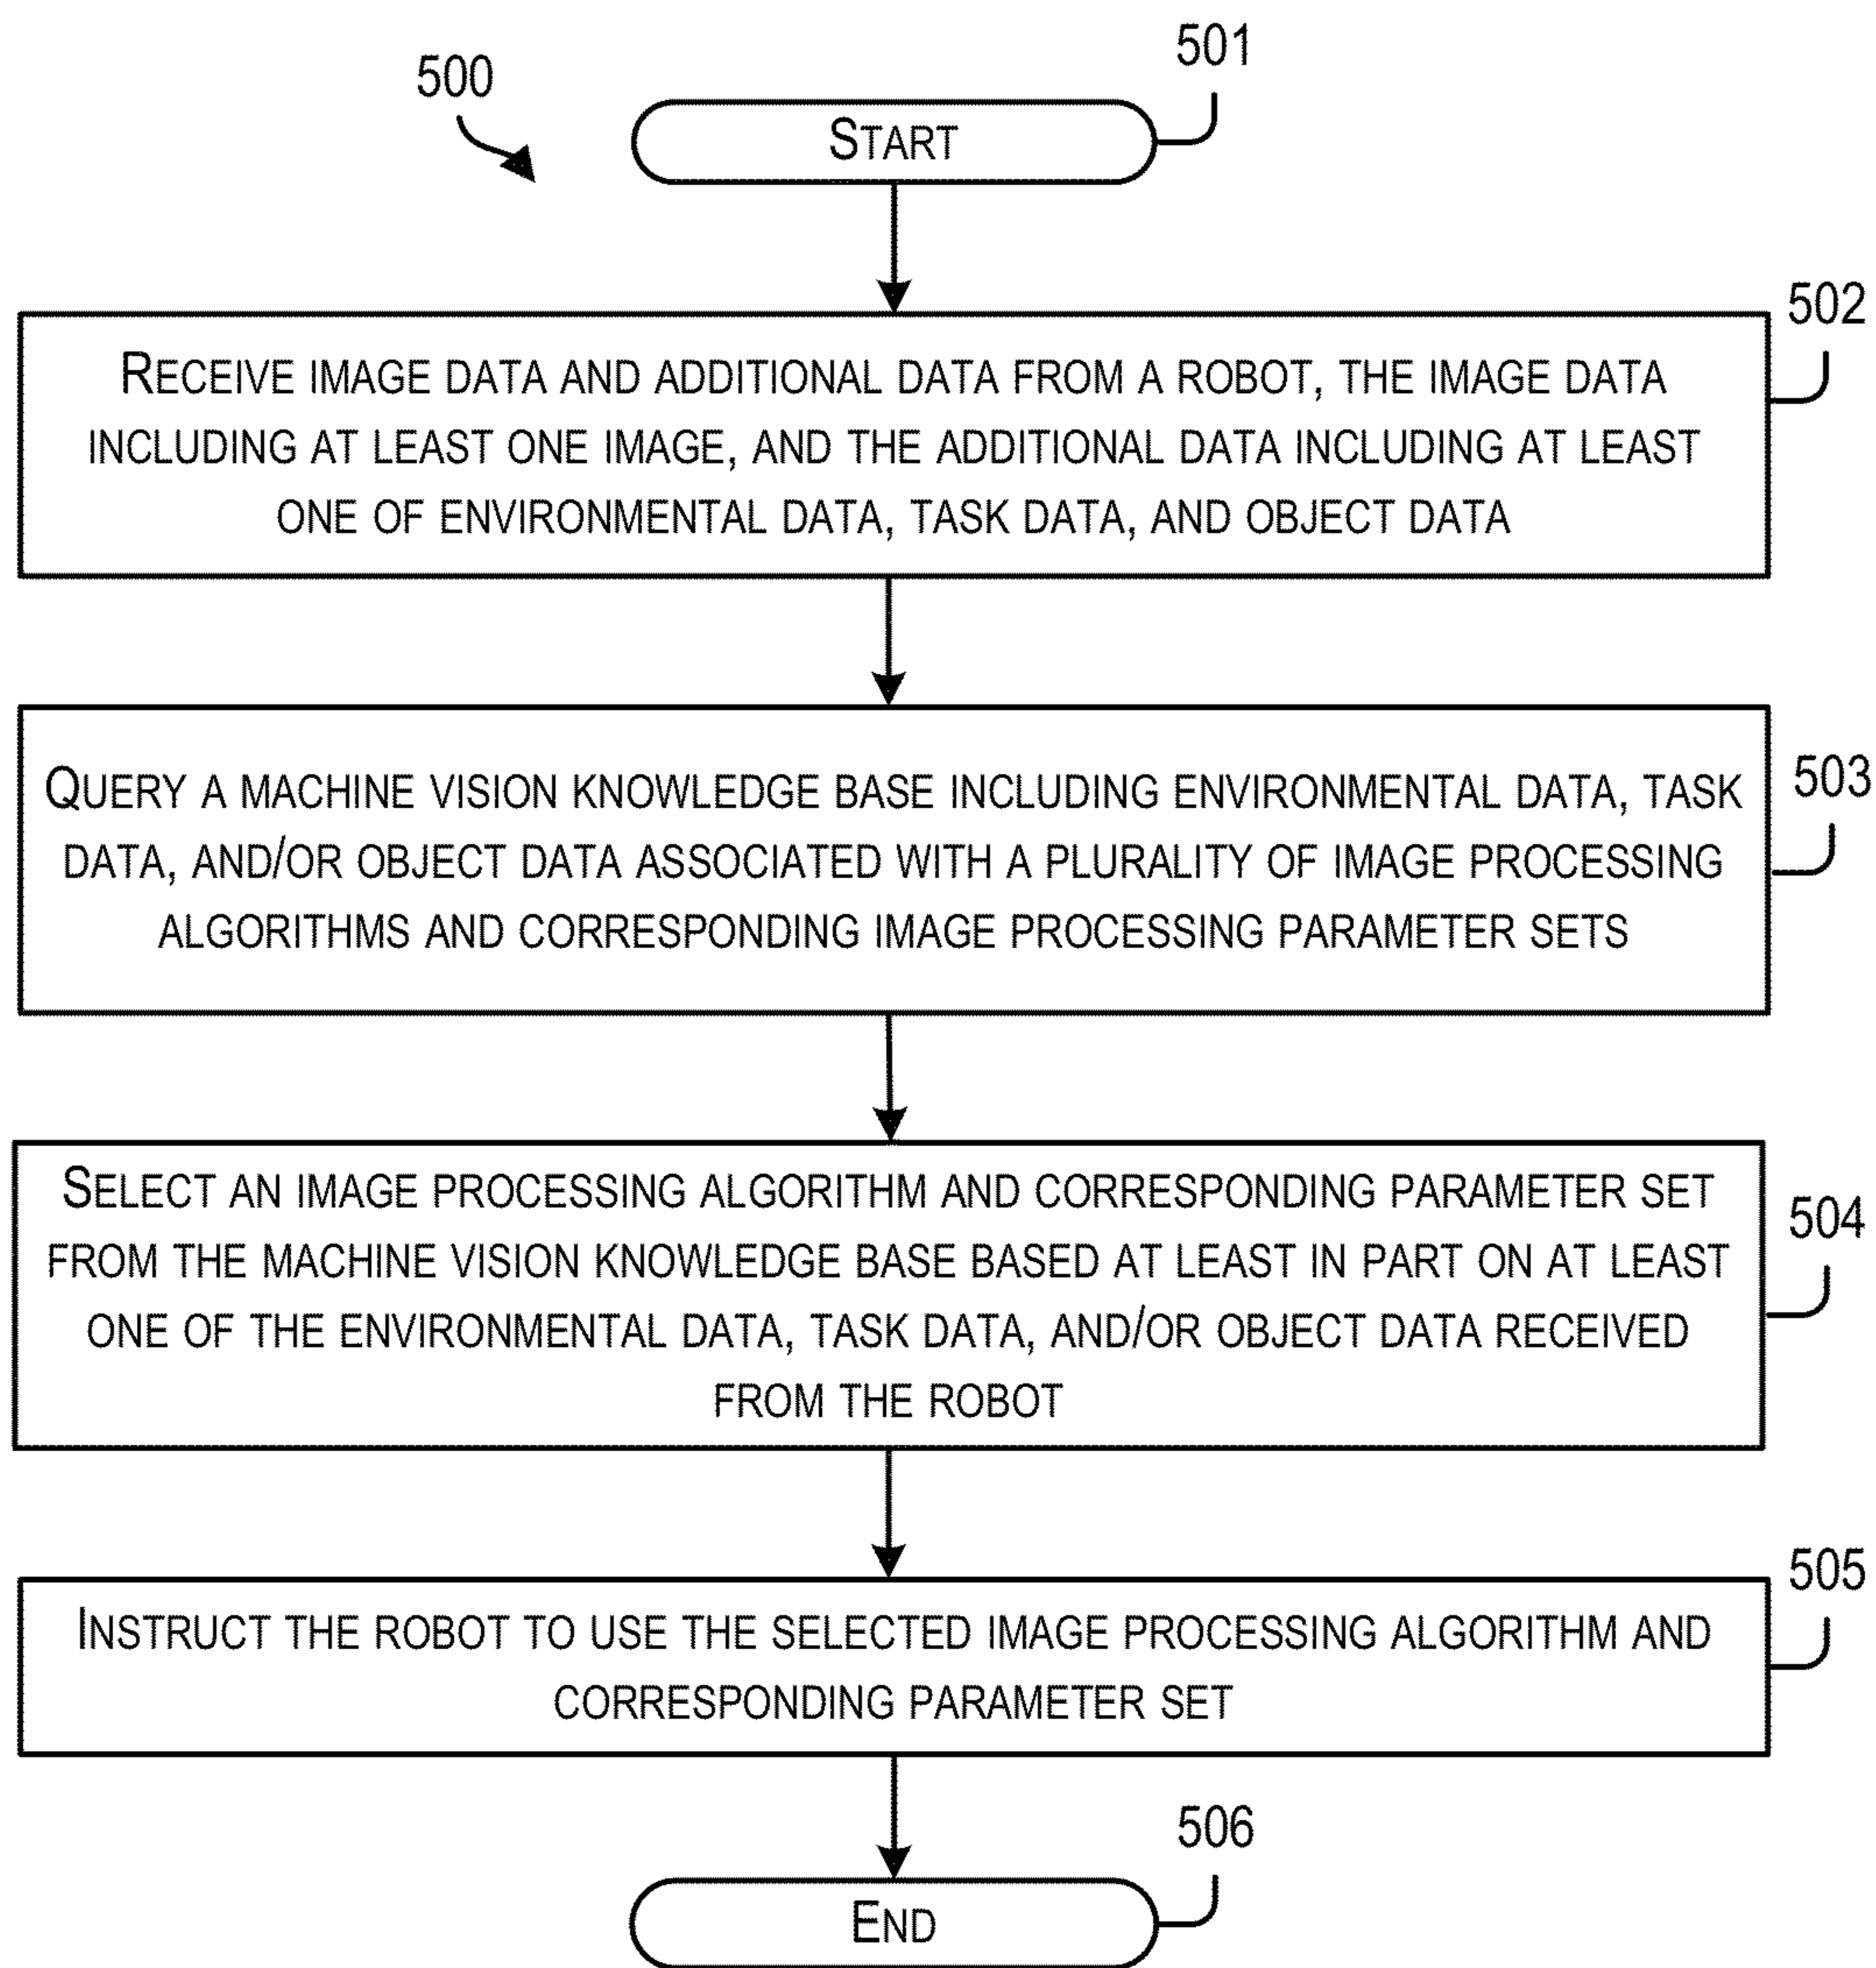 500
501
START
502
RECEIVE IMAGE DATA AND ADDITIONAL DATA FROM A ROBOT, THE IMAGE DATA
INCLUDING AT LEAST ONE IMAGE, AND THE ADDITIONAL DATA INCLUDING AT LEAST
ONE OF ENVIRONMENTAL DATA, TASK DATA, AND OBJECT DATA
503
QUERY A MACHINE VISION KNOWLEDGE BASE INCLUDING ENVIRONMENTAL DATA, TASK
DATA, AND/OR OBJECT DATA ASSOCIATED WITH A PLURALITY OF IMAGE PROCESSING
ALGORITHMS AND CORRESPONDING IMAGE PROCESSING PARAMETER SETS
504
SELECT AN IMAGE PROCESSING ALGORITHM AND CORRESPONDING PARAMETER SET
FROM THE MACHINE VISION KNOWLEDGE BASE BASED AT LEAST IN PART ON AT LEAST
ONE OF THE ENVIRONMENTAL DATA, TASK DATA, AND/OR OBJECT DATA RECEIVED
FROM THE ROBOT
505
INSTRUCT THE ROBOT TO USE THE SELECTED IMAGE PROCESSING ALGORITHM AND
CORRESPONDING PARAMETER SET
506
END